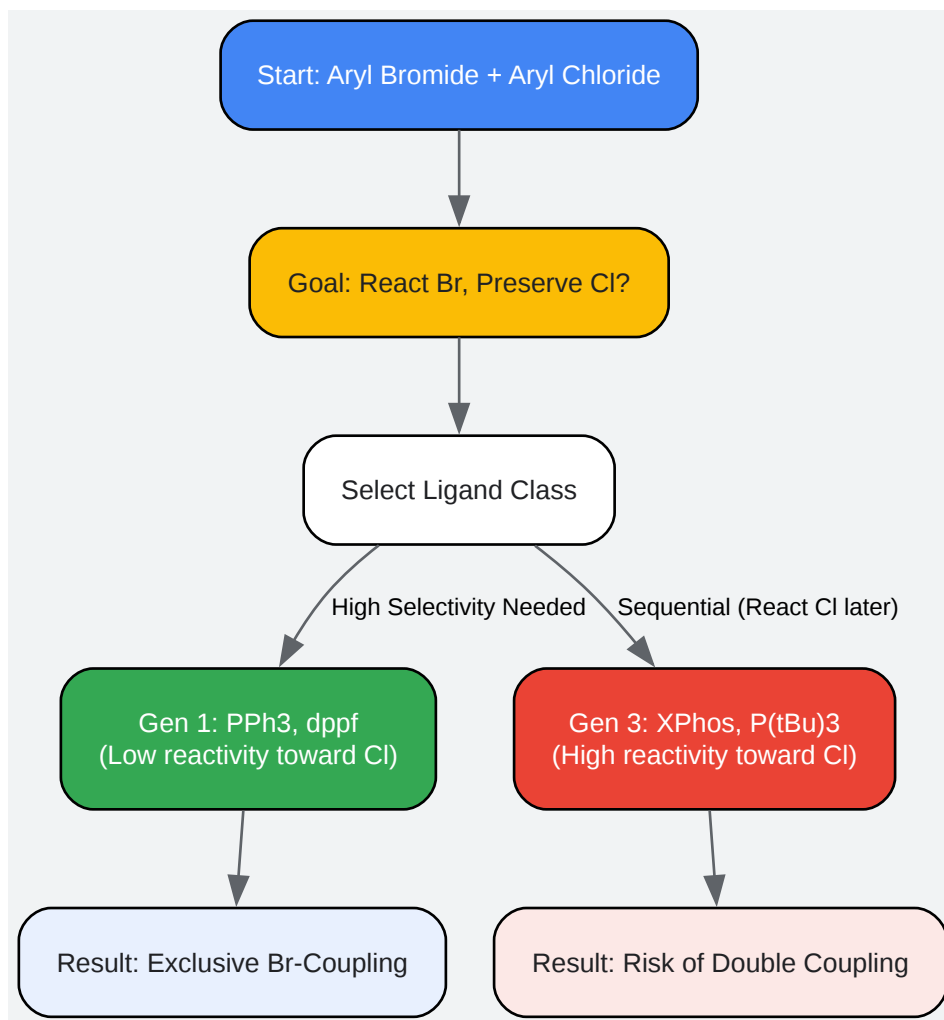 Start: Aryl Bromide + Aryl Chloride
Goal: React Br, Preserve Cl?
Select Ligand Class
High Selectivity Needed
Sequential (React Cl later)
Gen 1: PPh3, dppf
(Low reactivity toward Cl)
Gen 3: XPhos, P(tBu)3
(High reactivity toward Cl)
Result: Exclusive Br-Coupling
Result: Risk of Double Coupling